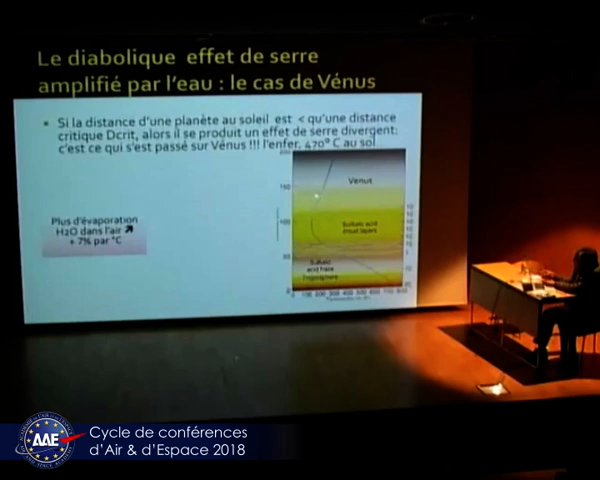 Le diabolique effet de serre
amplifié par l'eau : le cas de Vénus
• Si la distance d'une planète au soleil est < qu'une distance
critique Dcrit, alors il se produit un effet de serre divergent:
c'est ce qui s'est passé sur Vénus !!! l'enfer, 470° C au sol
Plus d'évaporation
H2O dans l'air ↗
+ 7% par °C
Venus
Sulfuric acid
cloud layers
Sulfuric
acid haze
AAE
Cycle de conférences
d'Air & d'Espace 2018